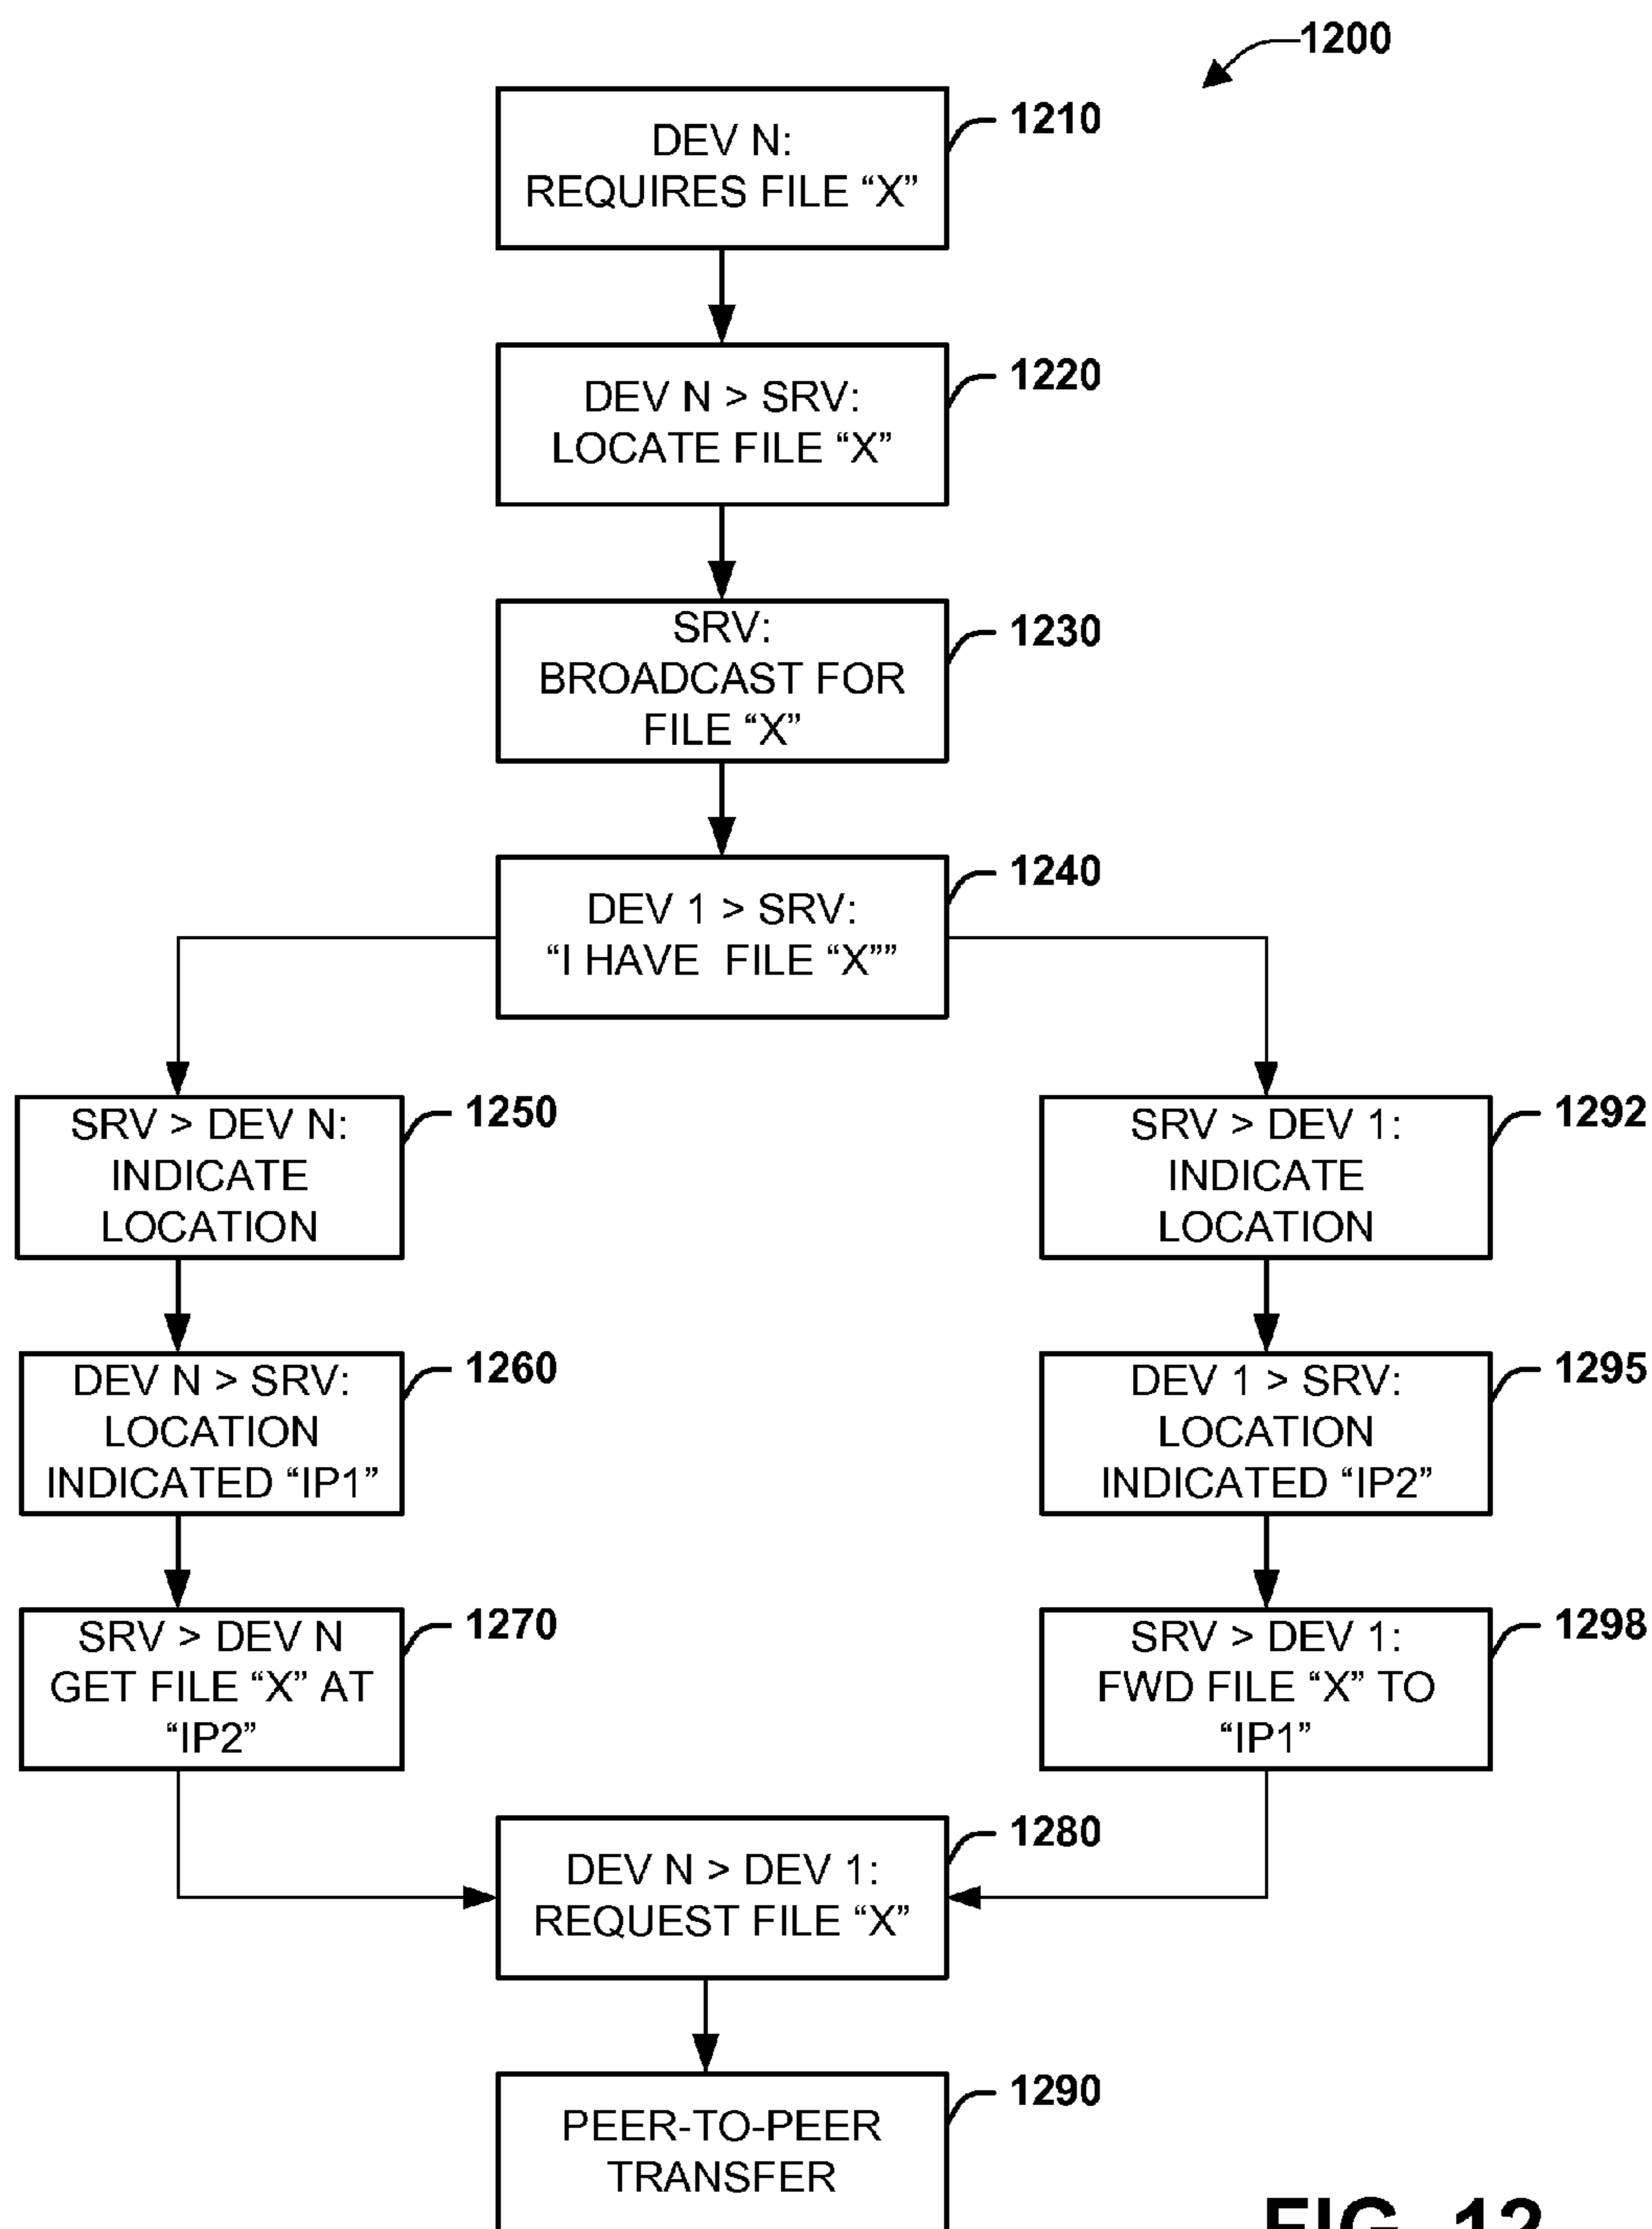 1200
DEV N:
REQUIRES FILE “X”
1210
DEV N > SRV:
LOCATE FILE “X”
1220
SRV:
BROADCAST FOR
FILE “X”
1230
DEV 1 > SRV:
“I HAVE FILE “X””
1240
SRV > DEV N:
INDICATE
LOCATION
1250
SRV > DEV 1:
INDICATE
LOCATION
1292
DEV N > SRV:
LOCATION
INDICATED “IP1”
1260
DEV 1 > SRV:
LOCATION
INDICATED “IP2”
1295
SRV > DEV N
GET FILE “X” AT
“IP2”
1270
SRV > DEV 1:
FWD FILE “X” TO
“IP1”
1298
DEV N > DEV 1:
REQUEST FILE “X”
1280
PEER-TO-PEER
TRANSFER
1290
FIG. 12